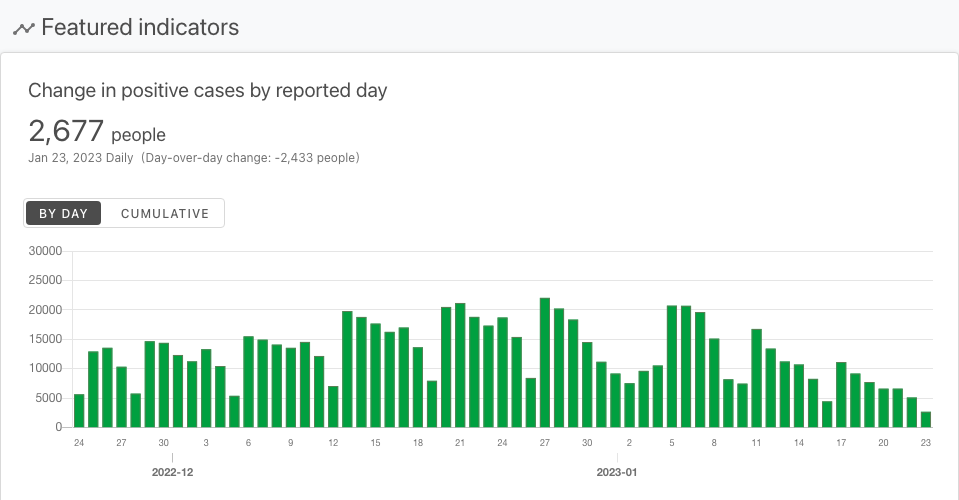 Featured indicators
Change in positive cases by reported day
2,677 people
Jan 23, 2023 Daily (Day-over-day change: -2,433 people)
BY DAY CUMULATIVE
30000
25000
20000
15000
10000
5000
0
24 27 30 3 6 9 12 15 18 21 24 27 30 2 5 8 11 14 17 20 23
2022-12 2023-01